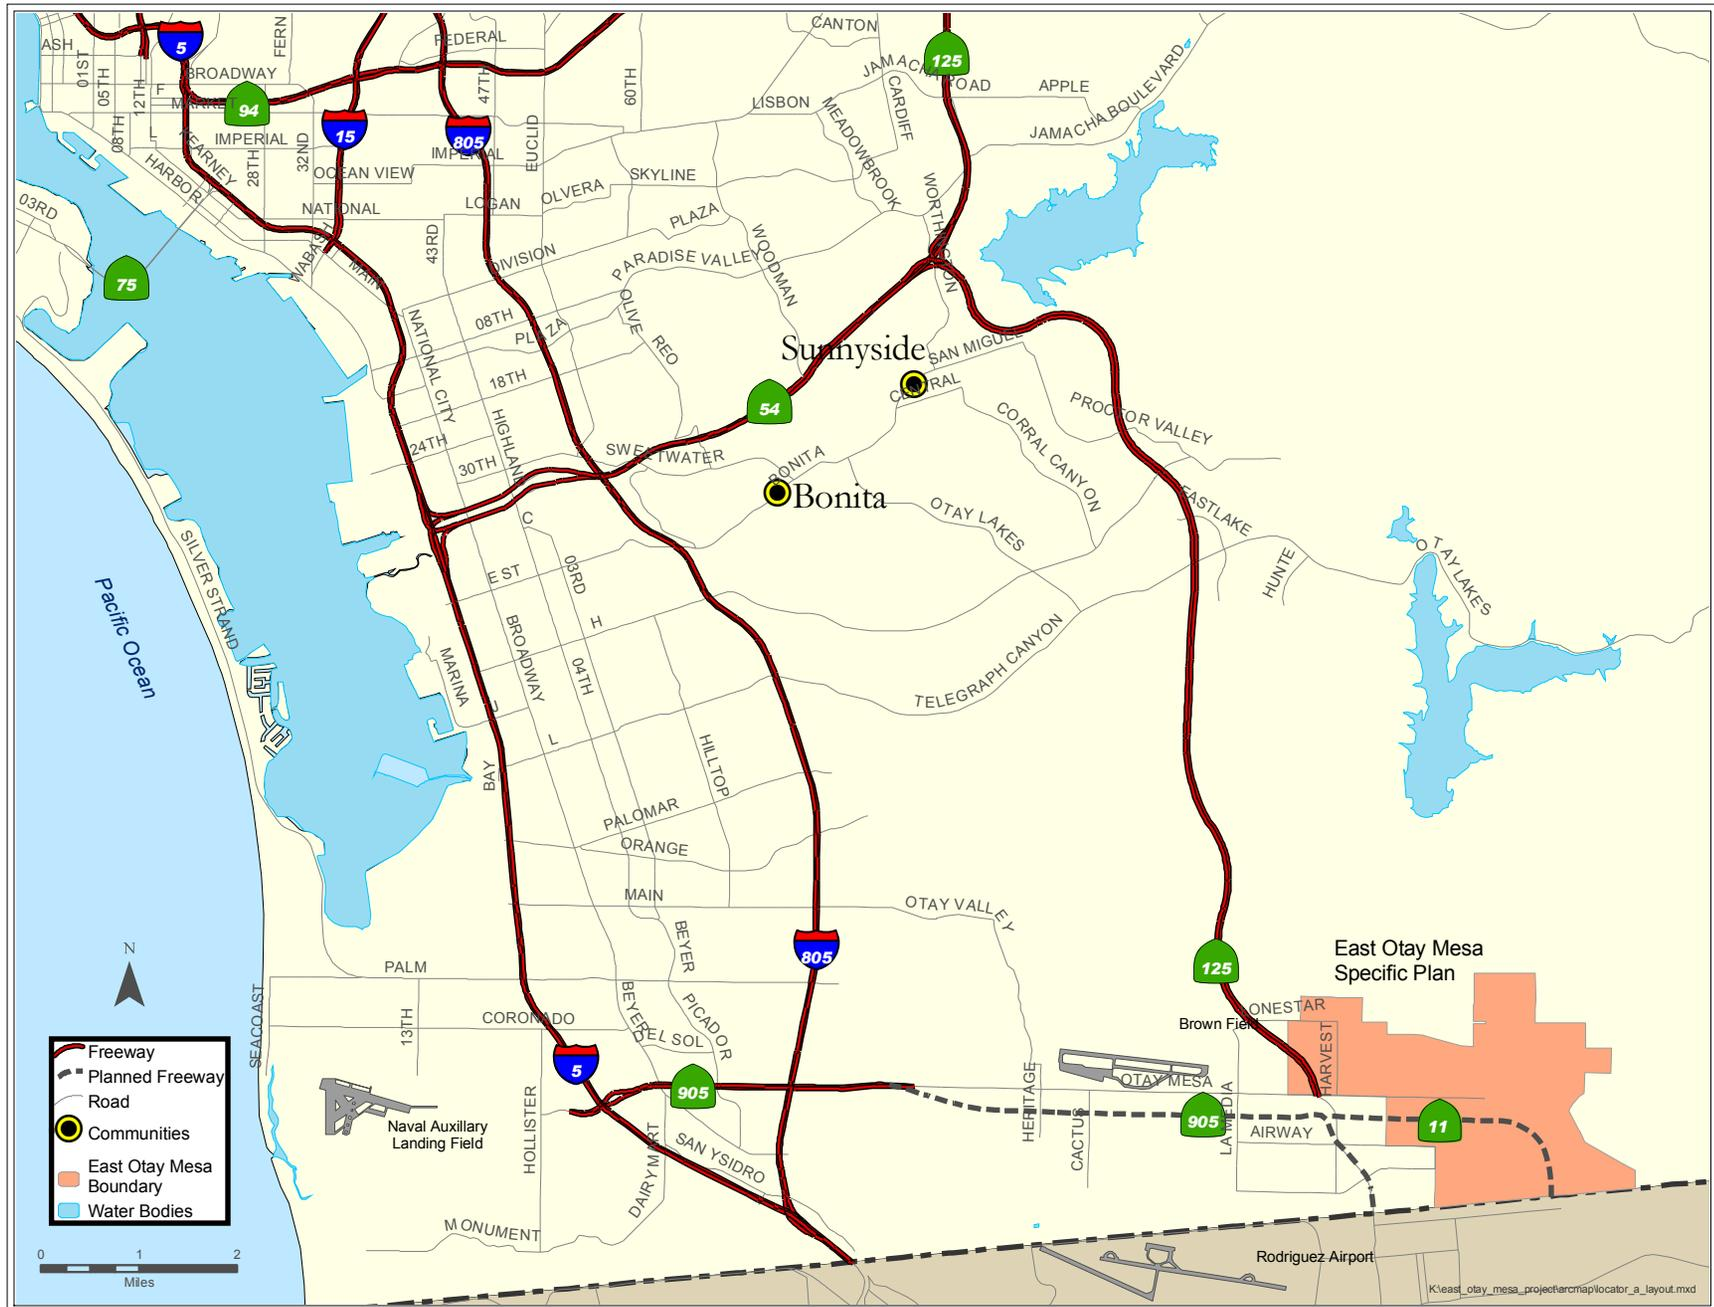 CANTON
FEDERAL
FERN
ASH
5
125
01ST
05TH
12TH
BROADWAY
F
47TH
60TH
JAMACHA ROAD
APPLE
JAMACHA BOULEVARD
MARKET
94
LISBON
CARDIFF
MEADOWBROOK
08TH
L
KEARNEY
IMPERIAL
15
805
IMPERIAL
EUCLID
HARBOR
28TH
32ND
OCEAN VIEW
OLVERA
SKYLINE
WORTHINGTON
03RD
NATIONAL
LOGAN
PLAZA
43RD
WOODMAN
WABASH
MAIN
DIVISION
PARADISE VALLEY
75
OLIVE
NATIONAL CITY
08TH
PLAZA
REO
Sunnyside
SAN MIGUEL
18TH
CENTRAL
54
HIGHLAND
PROCTOR VALLEY
CORRAL CANYON
24TH
30TH
SWEETWATER
BONITA
Bonita
OTAY LAKES
EASTLAKE
C
SILVER STRAND
OTAY LAKES
03RD
E ST
HUNTE
Pacific Ocean
BROADWAY
H
MARINA
04TH
TELEGRAPH CANYON
J
L
HILLTOP
BAY
PALOMAR
ORANGE
MAIN
OTAY VALLEY
BEYER
805
N
PALM
125
East Otay Mesa
Specific Plan
SEACOAST
13TH
CORONADO
BEYER
PICADOR
DEL SOL
ONESTAR
Brown Field
HARVEST
5
905
OTAY MESA
HERITAGE
905
LA MEDIA
11
CACTUS
AIRWAY
Naval Auxillary
Landing Field
HOLLISTER
DAIRY MART
SAN YSIDRO
MONUMENT
Freeway
Planned Freeway
Road
Communities
East Otay Mesa
Boundary
Water Bodies
0 1 2
Miles
Rodriguez Airport
K:\east_otay_mesa_project\arcmap\locator_a_layout.mxd